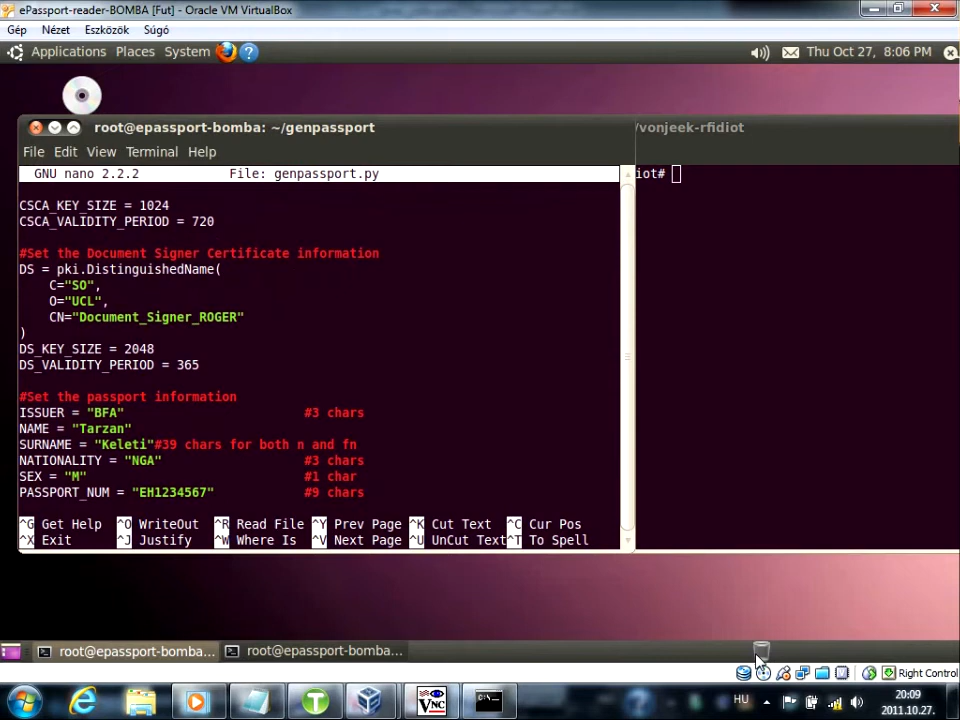 ePassport-reader-BOMBA [Fut] - Oracle VM VirtualBox
Gép Nézet Eszközök Súgó
Applications Places System ? Thu Oct 27, 8:06 PM
root@epassport-bomba: ~/genpassport
/vonjeek-rfidiot
File Edit View Terminal Help
GNU nano 2.2.2 File: genpassport.py
iot#
CSCA_KEY_SIZE = 1024
CSCA_VALIDITY_PERIOD = 720
#Set the Document Signer Certificate information
DS = pki.DistinguishedName(
C="SO",
O="UCL",
CN="Document_Signer_ROGER"
)
DS_KEY_SIZE = 2048
DS_VALIDITY_PERIOD = 365
#Set the passport information
ISSUER = "BFA" #3 chars
NAME = "Tarzan"
SURNAME = "Keleti"#39 chars for both n and fn
NATIONALITY = "NGA" #3 chars
SEX = "M" #1 char
PASSPORT_NUM = "EH1234567" #9 chars
^G Get Help ^O WriteOut ^R Read File ^Y Prev Page ^K Cut Text ^C Cur Pos
^X Exit ^J Justify ^W Where Is ^V Next Page ^U UnCut Text ^T To Spell
root@epassport-bomba... root@epassport-bomba...
Right Control
VNC C:\ HU 20:09
2011.10.27.